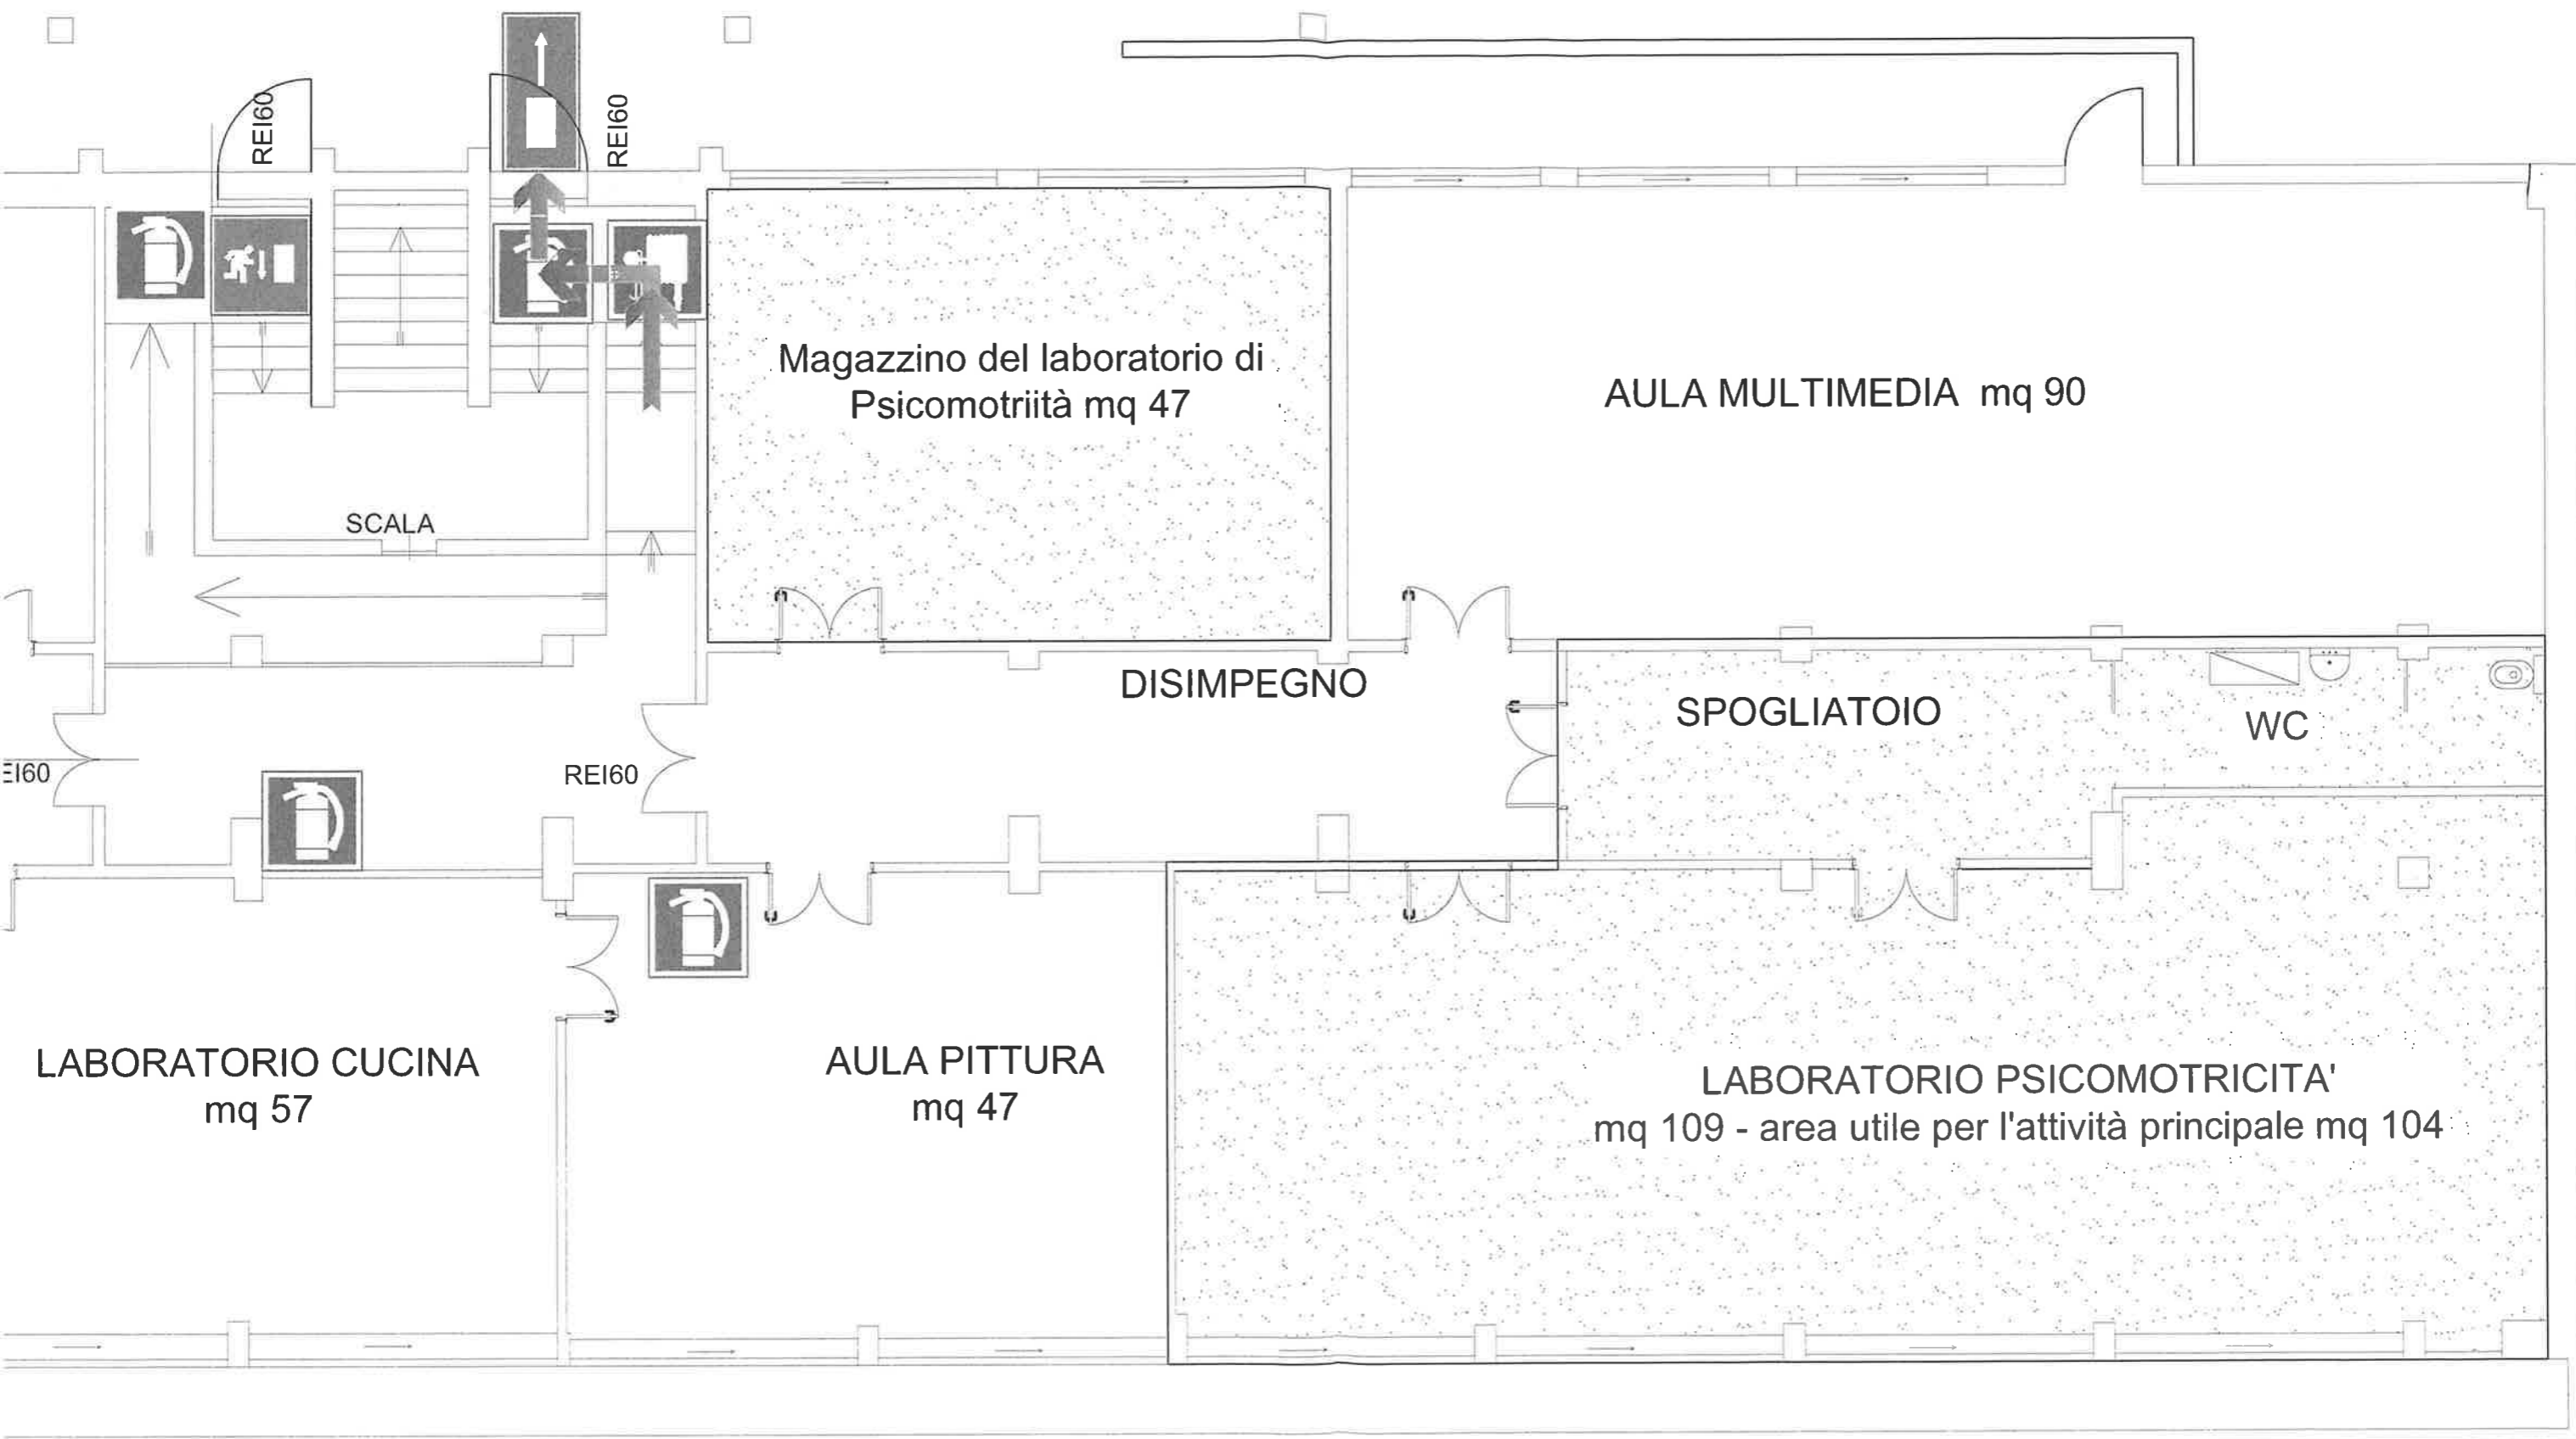 REI60
REI60
Magazzino del laboratorio di
Psicomotriità mq 47
AULA MULTIMEDIA mq 90
SCALA
DISIMPEGNO
SPOGLIATOIO
WC
EI60
REI60
LABORATORIO CUCINA
mq 57
AULA PITTURA
mq 47
LABORATORIO PSICOMOTRICITA'
mq 109 - area utile per l'attività principale mq 104